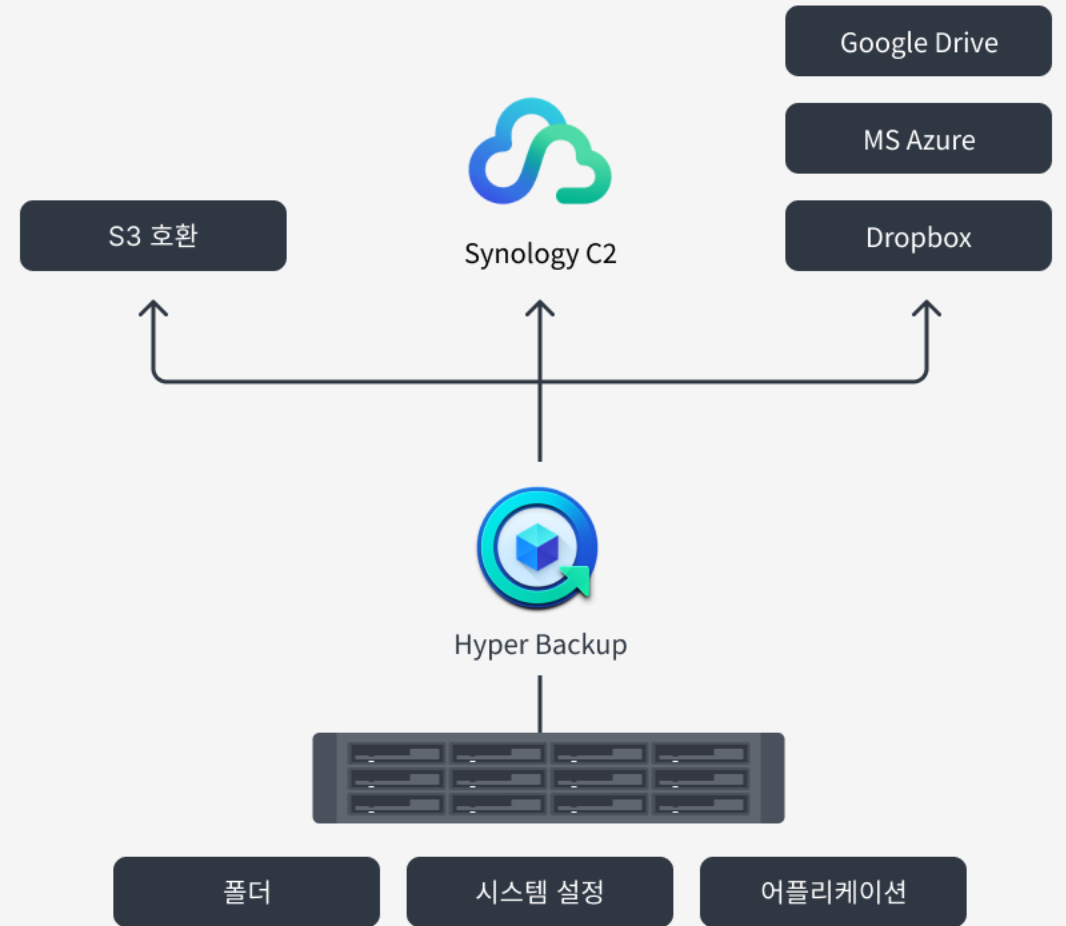 Google Drive
MS Azure
S3 호환
Synology C2
Dropbox
Hyper Backup
폴더
시스템 설정
어플리케이션